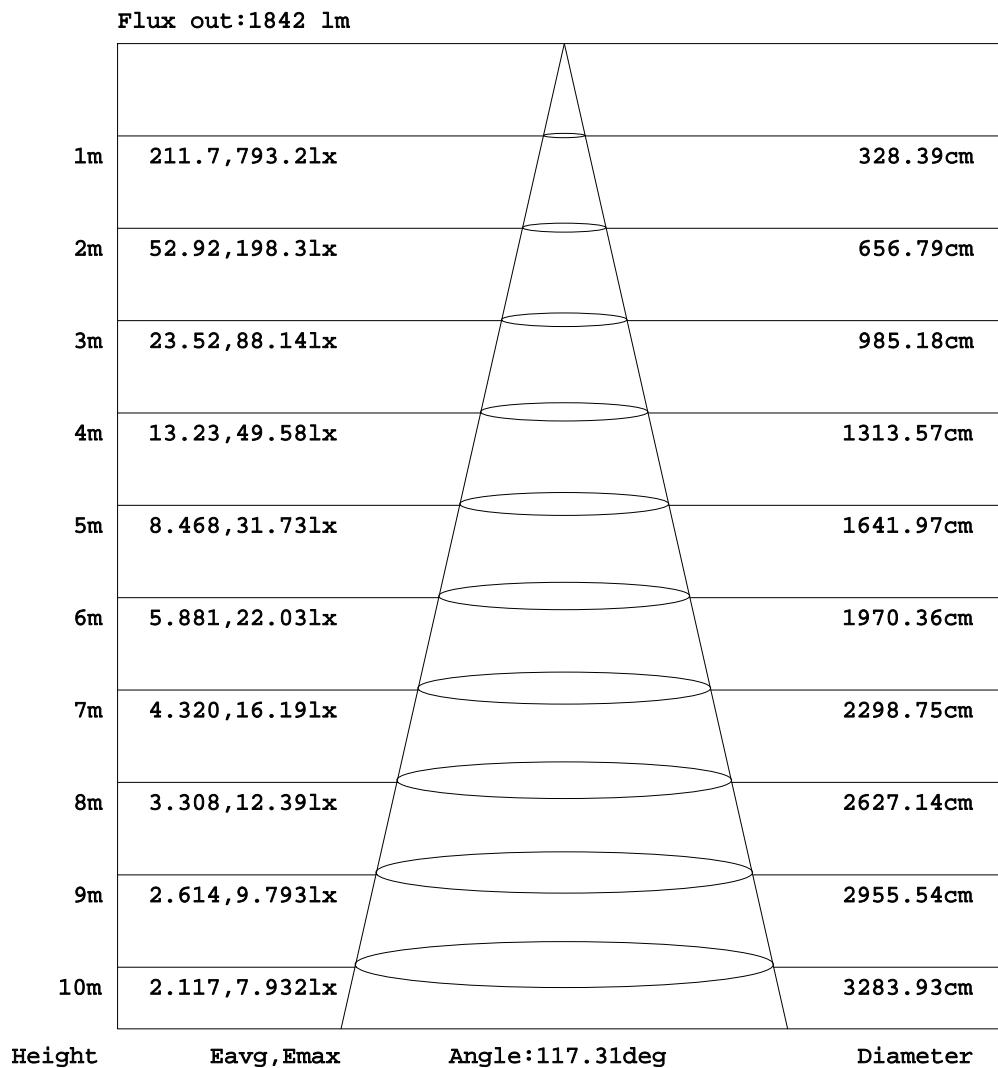 Flux out:1842 lm
1m 211.7,793.2lx 328.39cm
2m 52.92,198.3lx 656.79cm
3m 23.52,88.14lx 985.18cm
4m 13.23,49.58lx 1313.57cm
5m 8.468,31.73lx 1641.97cm
6m 5.881,22.03lx 1970.36cm
7m 4.320,16.19lx 2298.75cm
8m 3.308,12.39lx 2627.14cm
9m 2.614,9.793lx 2955.54cm
10m 2.117,7.932lx 3283.93cm
Height Eavg,Emax Angle:117.31deg Diameter